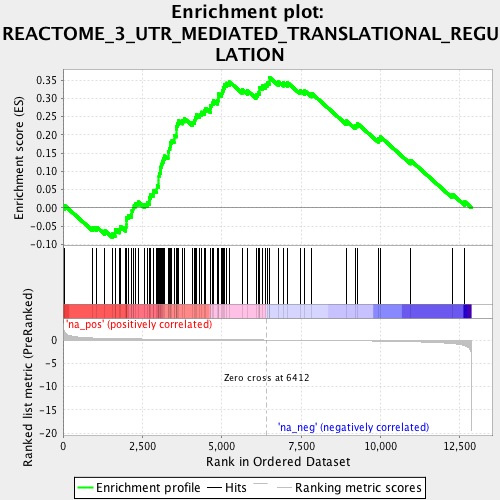 Enrichment plot:
REACTOME_3_UTR_MEDIATED_TRANSLATIONAL_REGU
LATION
Enrichment score (ES)
0.35
0.30
0.25
0.20
0.15
0.10
0.05
0.00
-0.05
-0.10
'na_pos' (positively correlated)
Ranked list metric (PreRanked)
0
-5
-10
-15
-20
Zero cross at 6412
'na_neg' (negatively correlated)
0
2,500
5,000
7,500
10,000
12,500
Rank in Ordered Dataset
Enrichment profile
Hits
Ranking metric scores